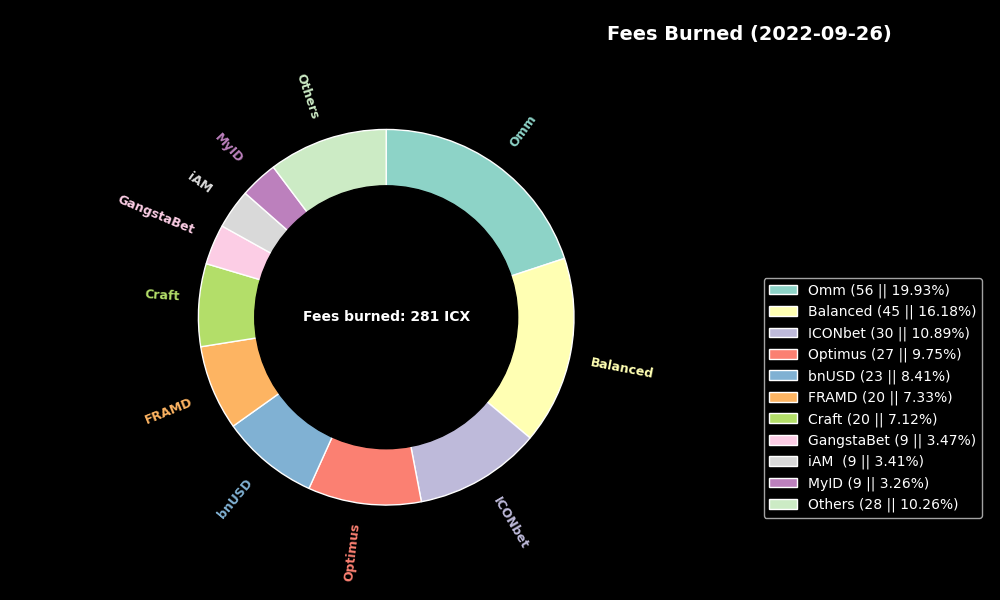 Fees Burned (2022-09-26)
Others
Omm
MyID
iAM
GangstaBet
Craft
Fees burned: 281 ICX
Balanced
FRAMD
bnUSD
ICONbet
Optimus
Omm (56 || 19.93%)
Balanced (45 || 16.18%)
ICONbet (30 || 10.89%)
Optimus (27 || 9.75%)
bnUSD (23 || 8.41%)
FRAMD (20 || 7.33%)
Craft (20 || 7.12%)
GangstaBet (9 || 3.47%)
iAM  (9 || 3.41%)
MyID (9 || 3.26%)
Others (28 || 10.26%)